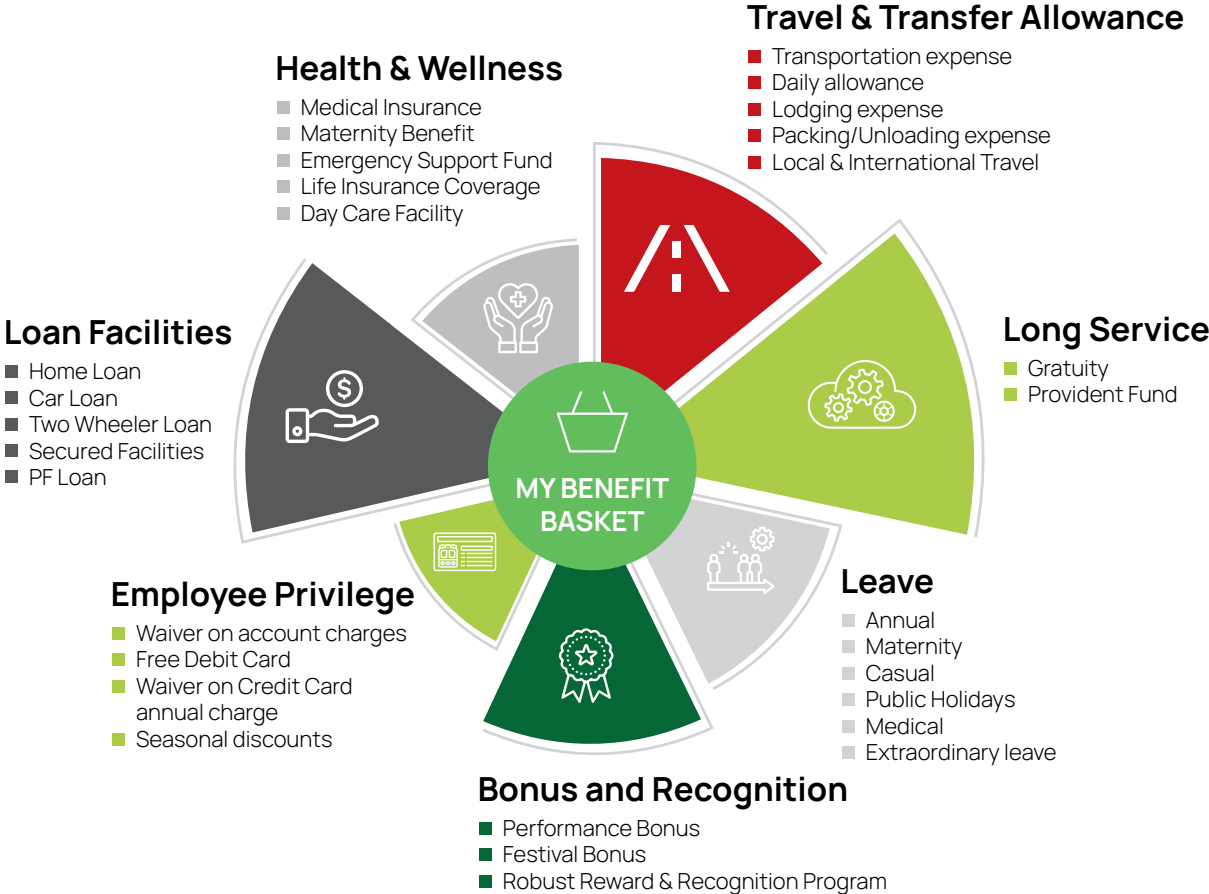 Travel & Transfer Allowance
Transportation expense
Daily allowance
Lodging expense
Packing/Unloading expense
Local & International Travel
Health & Wellness
Medical Insurance
Maternity Benefit
Emergency Support Fund
Life Insurance Coverage
Day Care Facility
Loan Facilities
Home Loan
Car Loan
Two Wheeler Loan
Secured Facilities
PF Loan
Long Service
Gratuity
Provident Fund
$
MY BENEFIT
BASKET
Employee Privilege
Waiver on account charges
Free Debit Card
Waiver on Credit Card
annual charge
Seasonal discounts
Leave
Annual
Maternity
Casual
Public Holidays
Medical
Extraordinary leave
Bonus and Recognition
Performance Bonus
Festival Bonus
Robust Reward & Recognition Program